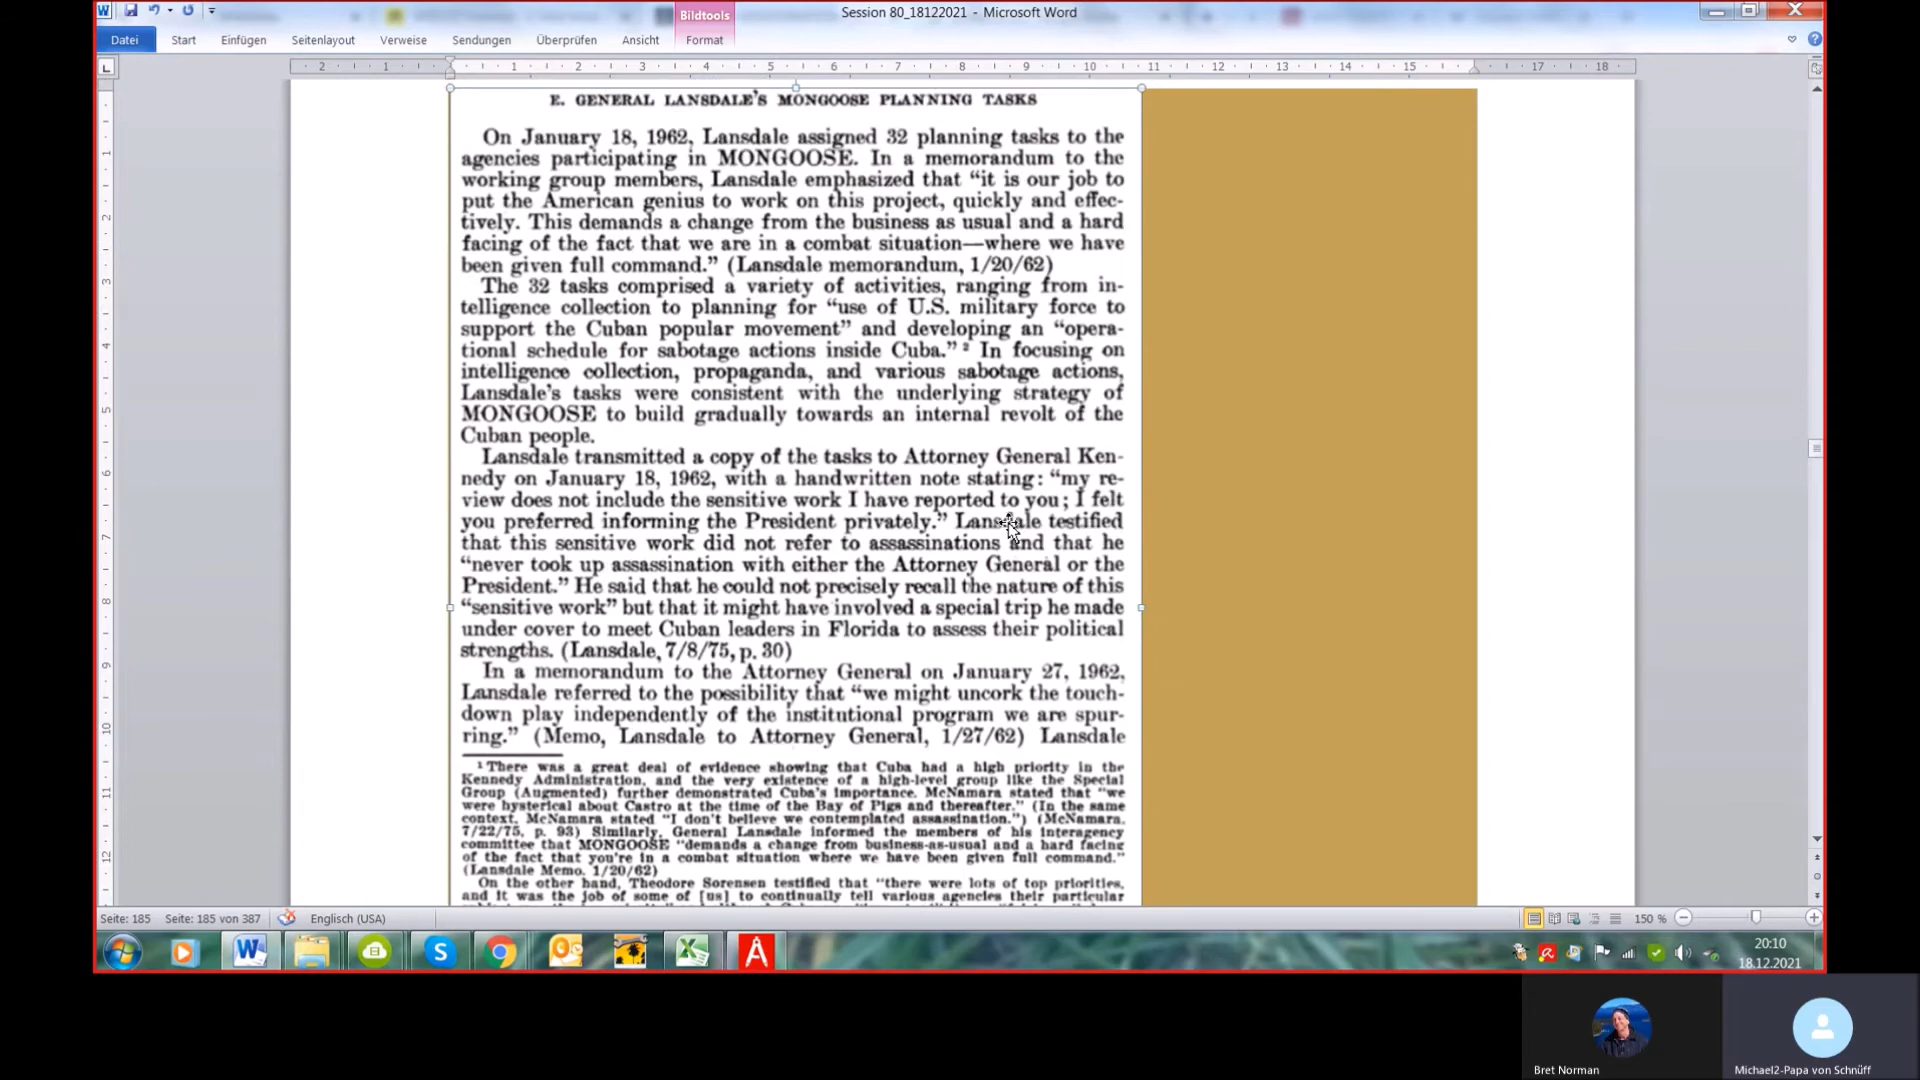 Session 80_18122021 - Microsoft Word
Bildtools
Datei
Start
Einfügen
Seitenlayout
Verweise
Sendungen
Überprüfen
Ansicht
Format
2 1 1 2 3 4 5 6 7 8 9 10 11 12 13 14 15 17 18
E. GENERAL LANSDALE'S MONGOOSE PLANNING TASKS
On January 18, 1962, Lansdale assigned 32 planning tasks to the
agencies participating in MONGOOSE. In a memorandum to the
working group members, Lansdale emphasized that “it is our job to
put the American genius to work on this project, quickly and effec-
tively. This demands a change from the business as usual and a hard
facing of the fact that we are in a combat situation—where we have
been given full command.” (Lansdale memorandum, 1/20/62)
The 32 tasks comprised a variety of activities, ranging from in-
telligence collection to planning for “use of U.S. military force to
support the Cuban popular movement” and developing an “opera-
tional schedule for sabotage actions inside Cuba.” ² In focusing on
intelligence collection, propaganda, and various sabotage actions,
Lansdale's tasks were consistent with the underlying strategy of
MONGOOSE to build gradually towards an internal revolt of the
Cuban people.
Lansdale transmitted a copy of the tasks to Attorney General Ken-
nedy on January 18, 1962, with a handwritten note stating: “my re-
view does not include the sensitive work I have reported to you; I felt
you preferred informing the President privately.” Lansdale testified
that this sensitive work did not refer to assassinations and that he
“never took up assassination with either the Attorney General or the
President.” He said that he could not precisely recall the nature of this
“sensitive work” but that it might have involved a special trip he made
under cover to meet Cuban leaders in Florida to assess their political
strengths. (Lansdale, 7/8/75, p. 30)
In a memorandum to the Attorney General on January 27, 1962,
Lansdale referred to the possibility that “we might uncork the touch-
down play independently of the institutional program we are spur-
ring.” (Memo, Lansdale to Attorney General, 1/27/62) Lansdale
¹ There was a great deal of evidence showing that Cuba had a high priority in the
Kennedy Administration, and the very existence of a high-level group like the Special
Group (Augmented) further demonstrated Cuba's importance. McNamara stated that “we
were hysterical about Castro at the time of the Bay of Pigs and thereafter.” (In the same
context, McNamara stated “I don't believe we contemplated assassination.”) (McNamara,
7/22/75, p. 93) Similarly, General Lansdale informed the members of his interagency
committee that MONGOOSE “demands a change from business-as-usual and a hard facing
of the fact that you're in a combat situation where we have been given full command.”
(Lansdale Memo. 1/20/62)
On the other hand, Theodore Sorensen testified that “there were lots of top priorities,
and it was the job of some of [us] to continually tell various agencies their particular
Seite: 185
Seite: 185 von 387
Englisch (USA)
150 %
20:10
18.12.2021
Bret Norman
Michael2-Papa von Schnüff